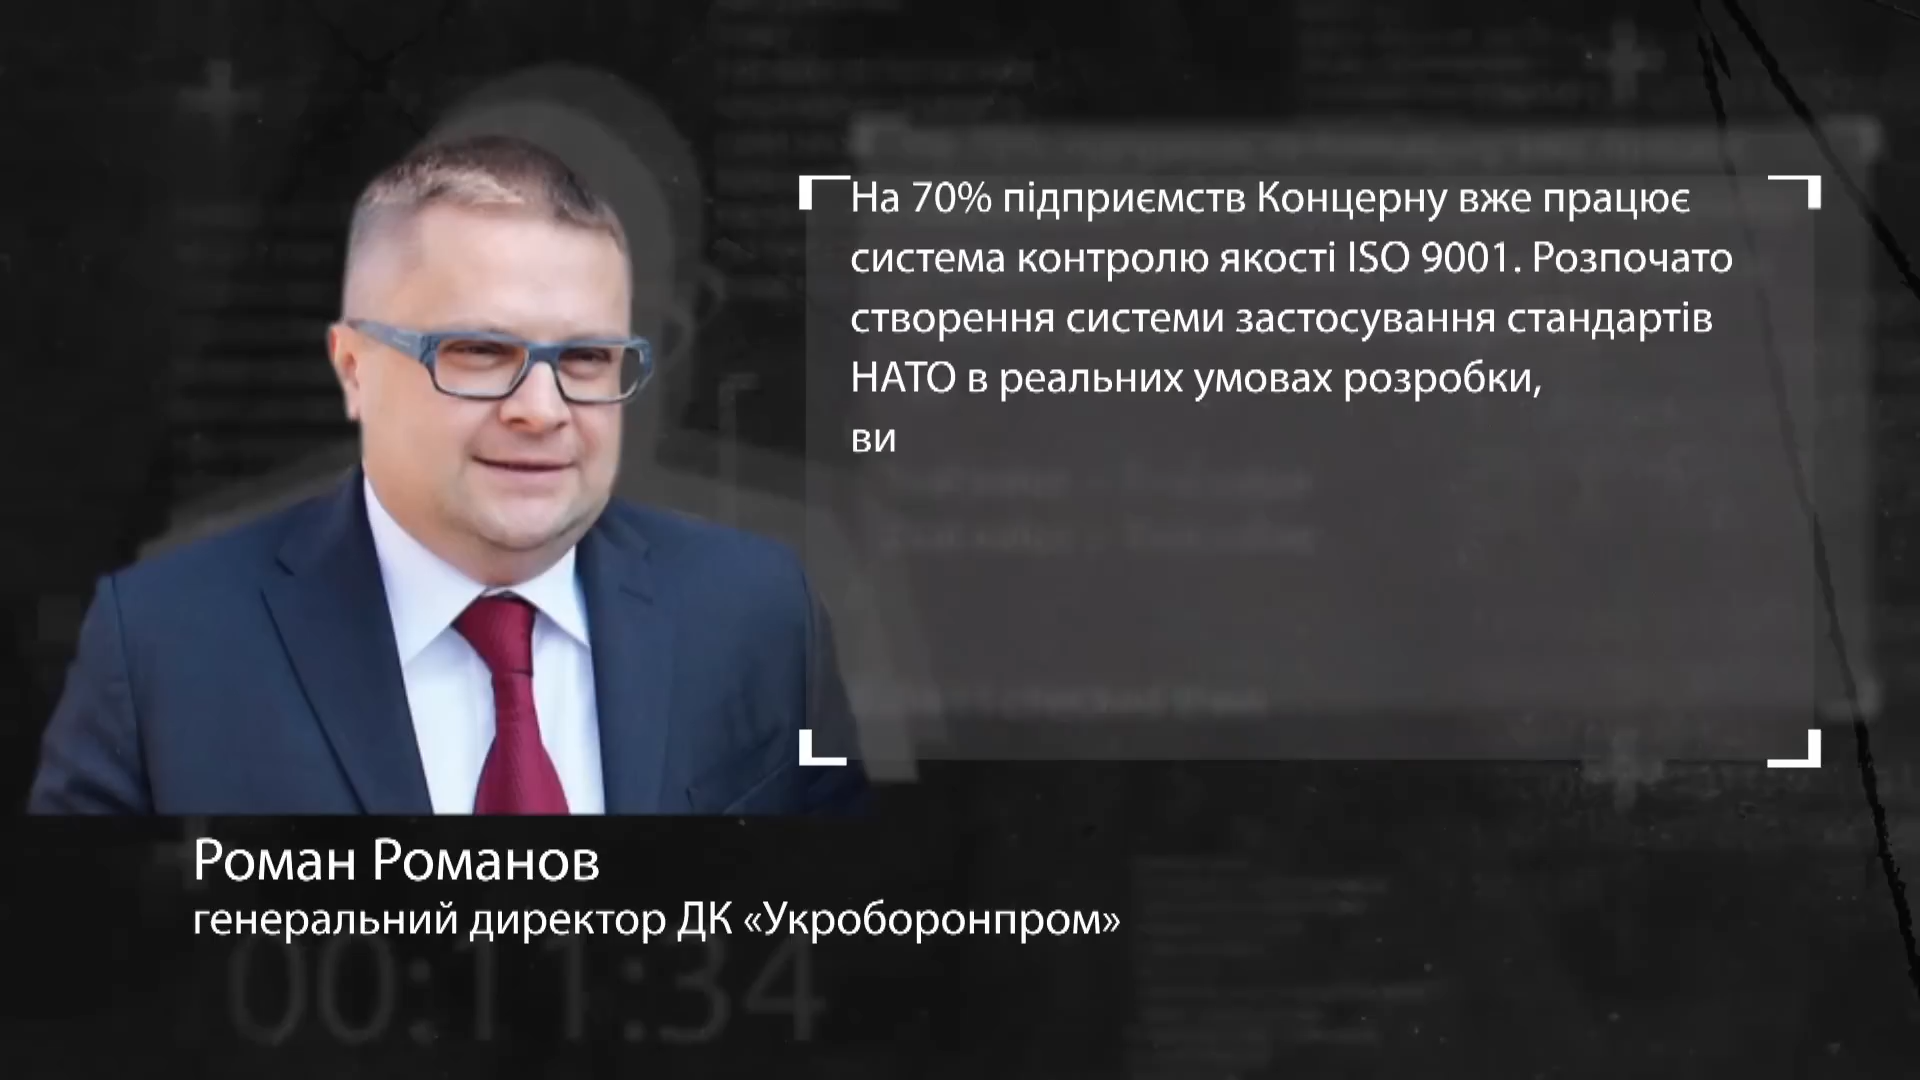 На 70% підприємств Концерну вже працює
система контролю якості ISO 9001. Розпочато
створення системи застосування стандартів
НАТО в реальних умовах розробки,
ви
Роман Романов
генеральний директор ДК «Укроборонпром»
00:11:34